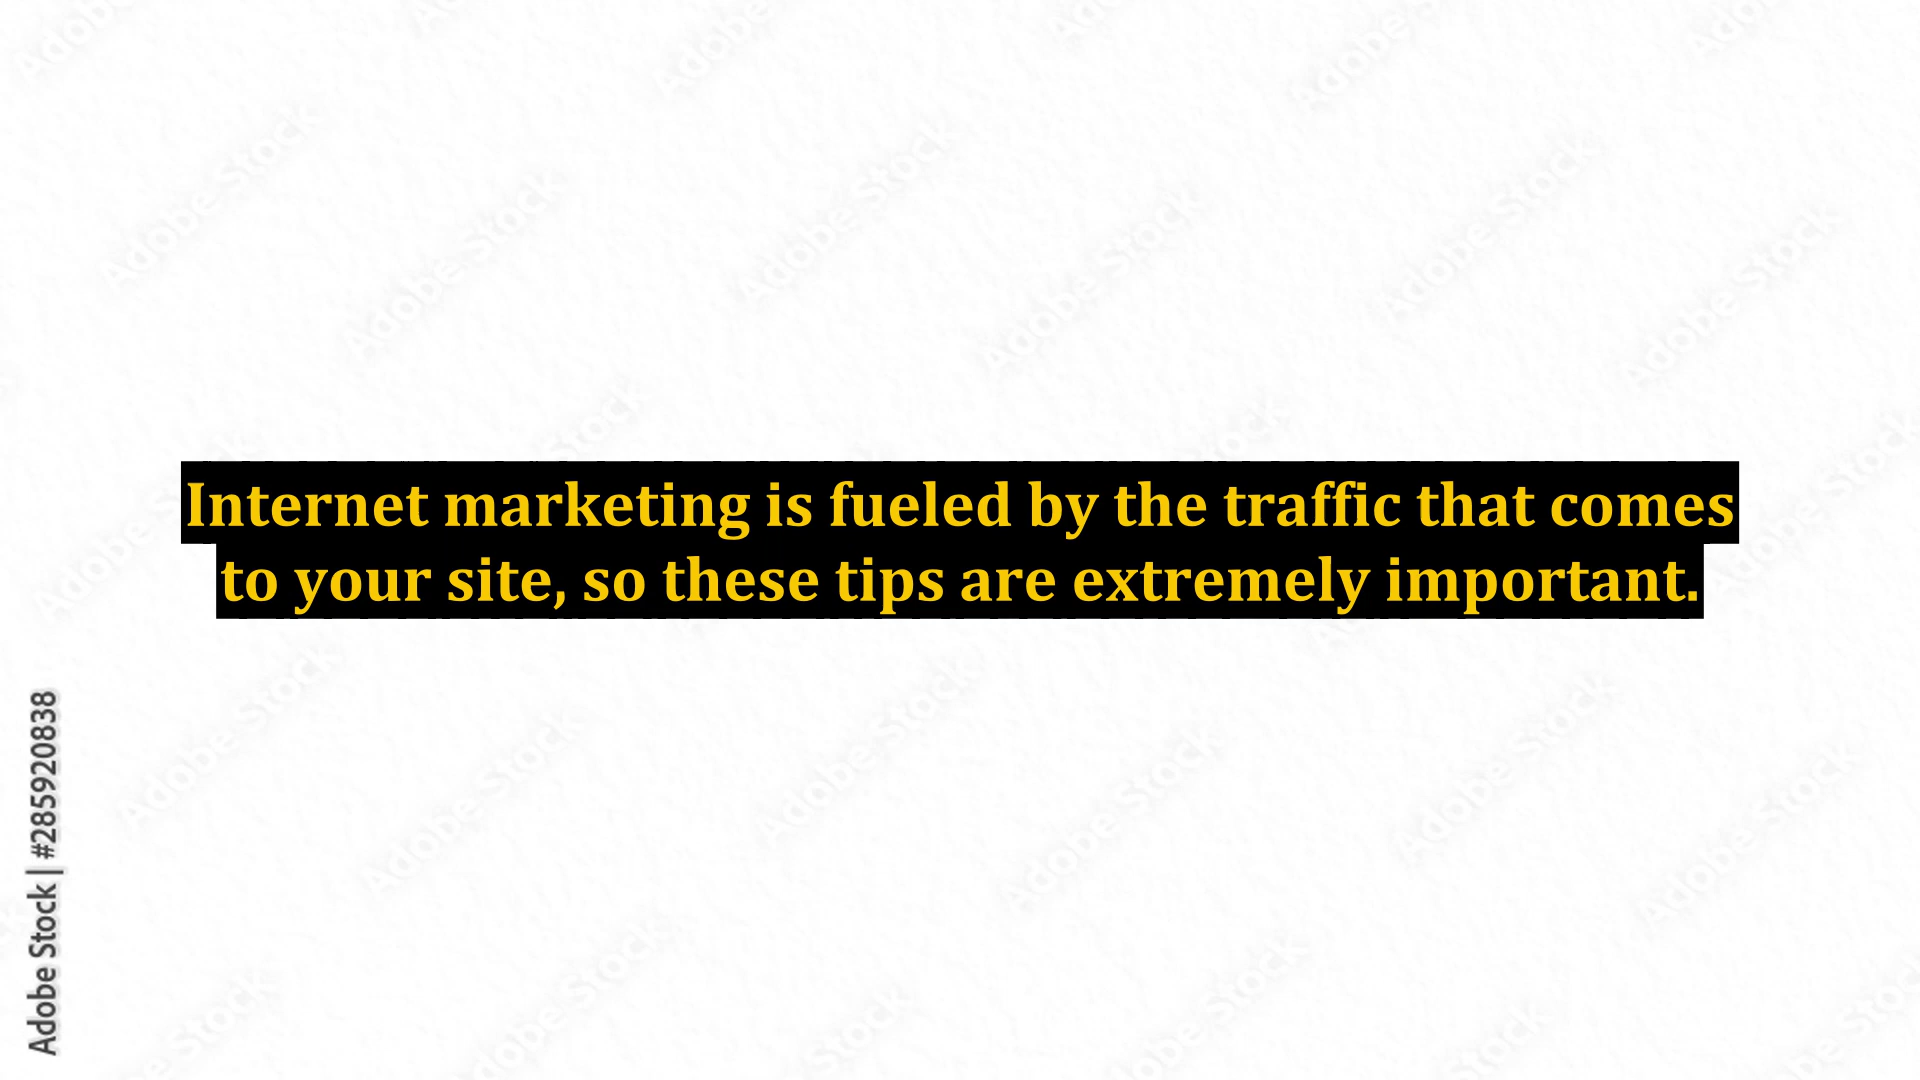 Internet marketing is fueled by the traffic that comes
to your site, so these tips are extremely important.
Adobe Stock | #285920838